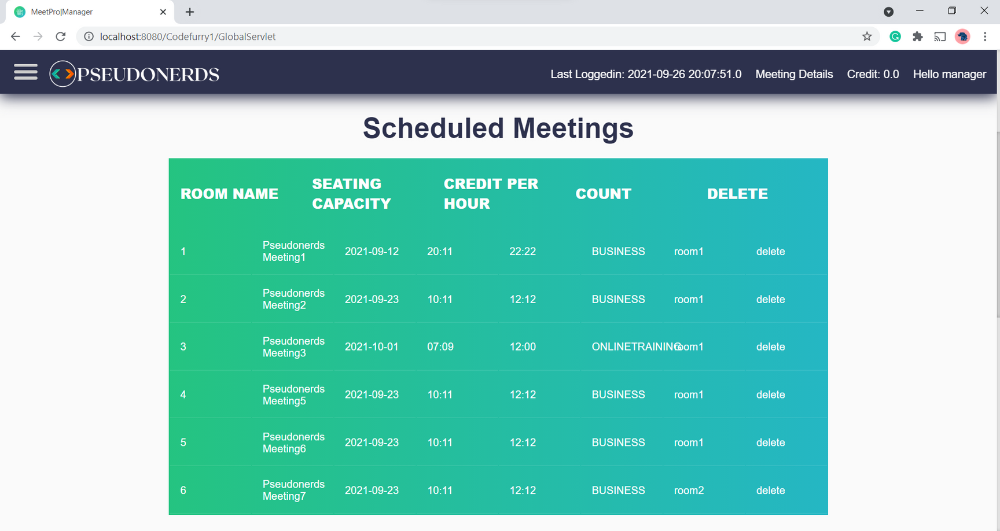 MeetPro|Manager
localhost:8080/Codefurry1/GlobalServlet
PSEUDONERDS
Last Loggedin: 2021-09-26 20:07:51.0 Meeting Details Credit: 0.0 Hello manager
Scheduled Meetings
ROOM NAME SEATING CAPACITY CREDIT PER HOUR COUNT DELETE
1 Pseudonerds Meeting1 2021-09-12 20:11 22:22 BUSINESS room1 delete
2 Pseudonerds Meeting2 2021-09-23 10:11 12:12 BUSINESS room1 delete
3 Pseudonerds Meeting3 2021-10-01 07:09 12:00 ONLINETRAINING room1 delete
4 Pseudonerds Meeting5 2021-09-23 10:11 12:12 BUSINESS room1 delete
5 Pseudonerds Meeting6 2021-09-23 10:11 12:12 BUSINESS room1 delete
6 Pseudonerds Meeting7 2021-09-23 10:11 12:12 BUSINESS room2 delete